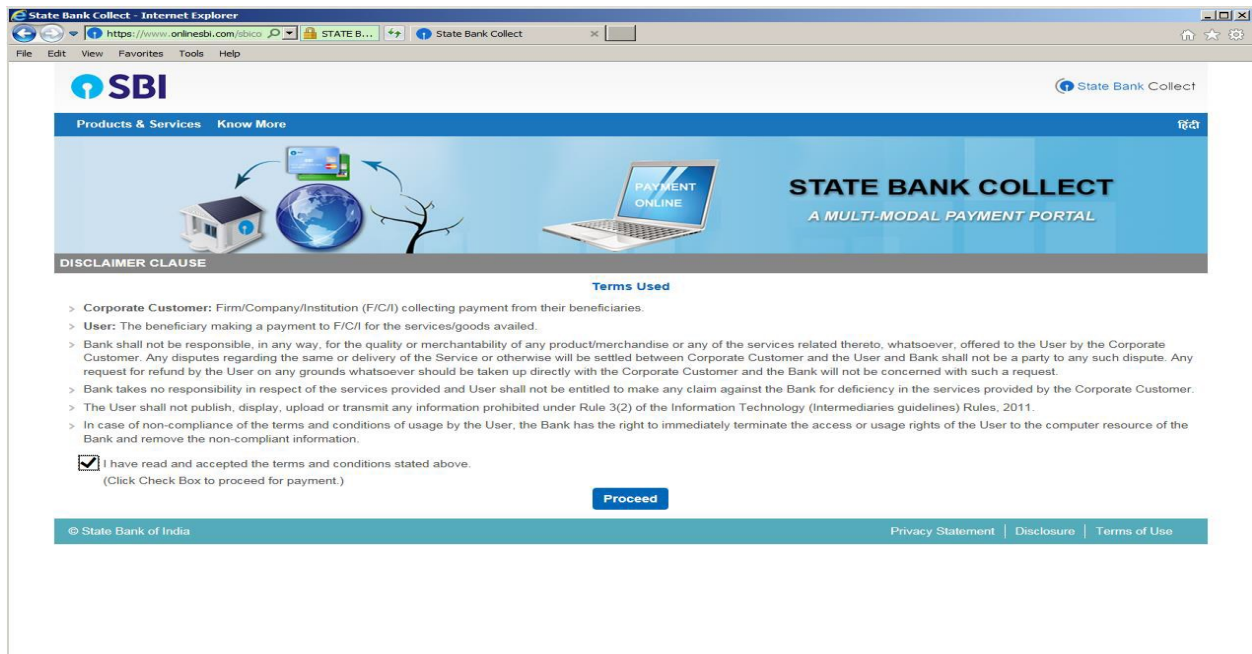 State Bank Collect - Internet Explorer
https://www.onlinesbi.com/sbico STATE B... State Bank Collect
File Edit View Favorites Tools Help
SBI
State Bank Collect
Products & Services Know More हिंदी
PAYMENT
ONLINE
STATE BANK COLLECT
A MULTI-MODAL PAYMENT PORTAL
DISCLAIMER CLAUSE
Terms Used
> Corporate Customer: Firm/Company/Institution (F/C/I) collecting payment from their beneficiaries.
> User: The beneficiary making a payment to F/C/I for the services/goods availed.
> Bank shall not be responsible, in any way, for the quality or merchantability of any product/merchandise or any of the services related thereto, whatsoever, offered to the User by the Corporate
Customer. Any disputes regarding the same or delivery of the Service or otherwise will be settled between Corporate Customer and the User and Bank shall not be a party to any such dispute. Any
request for refund by the User on any grounds whatsoever should be taken up directly with the Corporate Customer and the Bank will not be concerned with such a request.
> Bank takes no responsibility in respect of the services provided and User shall not be entitled to make any claim against the Bank for deficiency in the services provided by the Corporate Customer.
> The User shall not publish, display, upload or transmit any information prohibited under Rule 3(2) of the Information Technology (Intermediaries guidelines) Rules, 2011.
> In case of non-compliance of the terms and conditions of usage by the User, the Bank has the right to immediately terminate the access or usage rights of the User to the computer resource of the
Bank and remove the non-compliant information.
I have read and accepted the terms and conditions stated above.
(Click Check Box to proceed for payment.)
Proceed
© State Bank of India Privacy Statement | Disclosure | Terms of Use